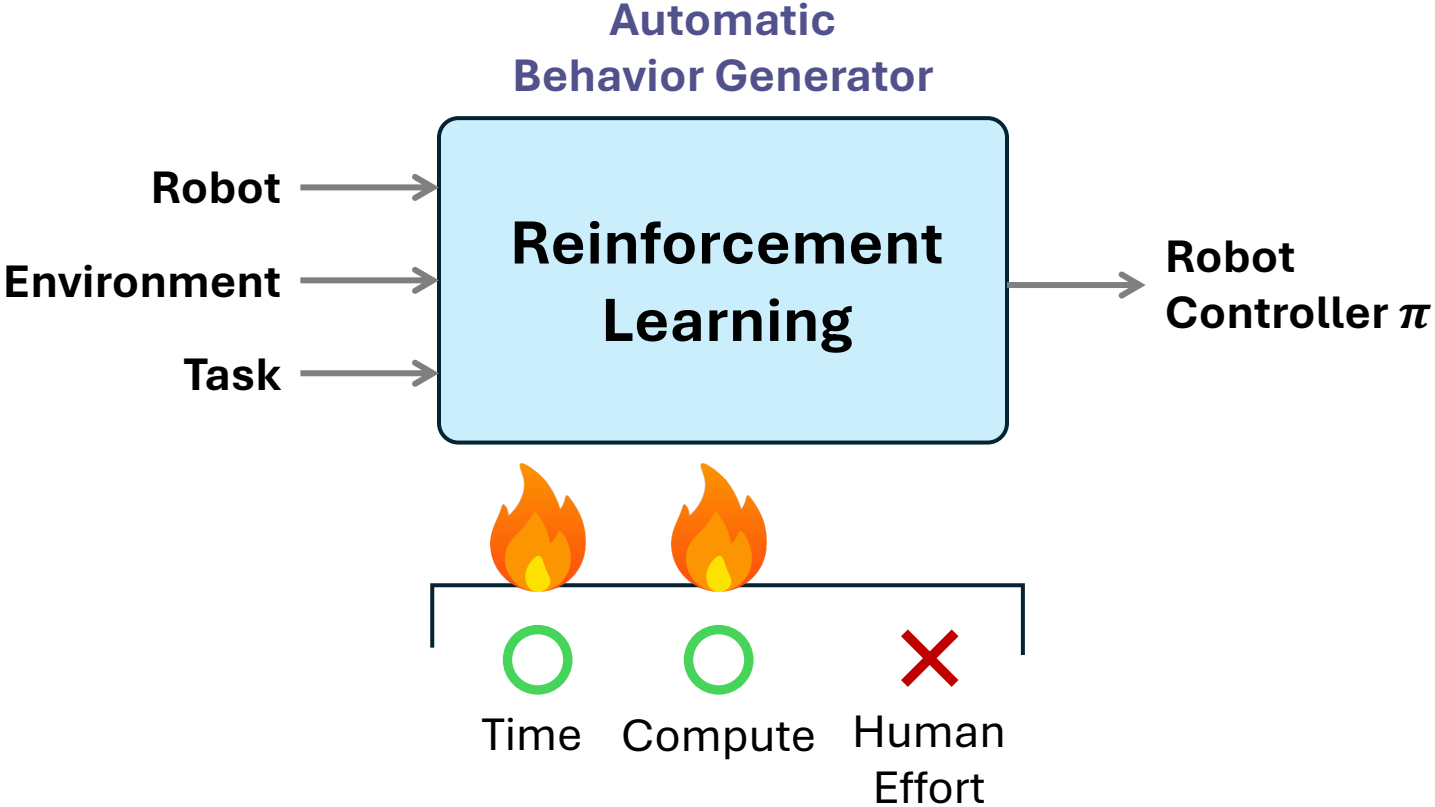 Automatic
Behavior Generator
Robot
Environment
Task
Reinforcement
Learning
Robot
Controller π
Time
Compute
Human
Effort